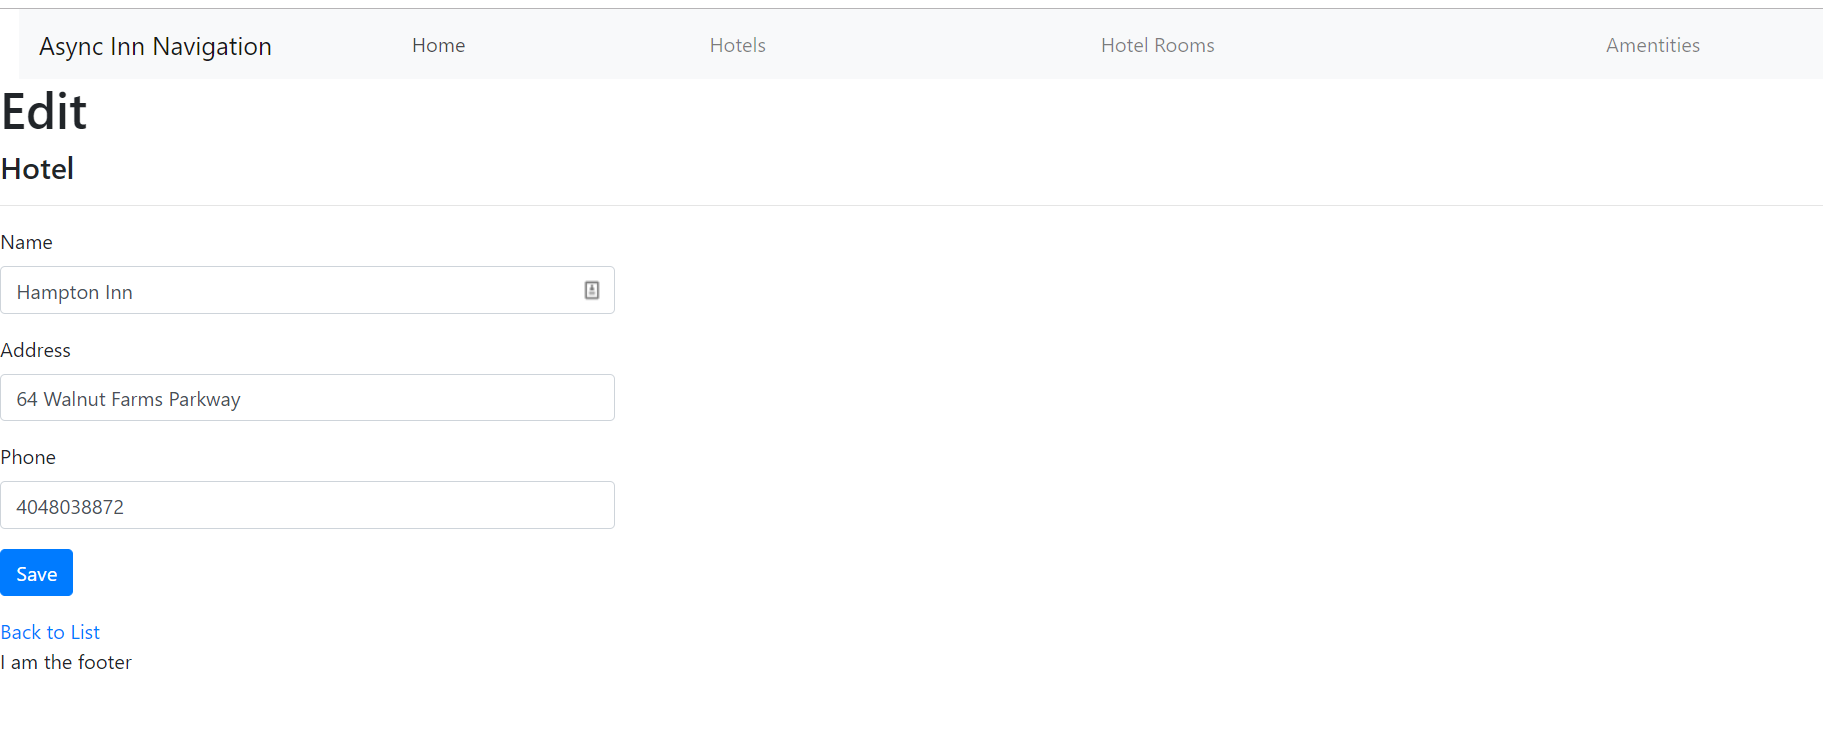 Async Inn Navigation Home Hotels Hotel Rooms Amentities
Edit
Hotel
Name
Hampton Inn
Address
64 Walnut Farms Parkway
Phone
4048038872
Save
Back to List
I am the footer